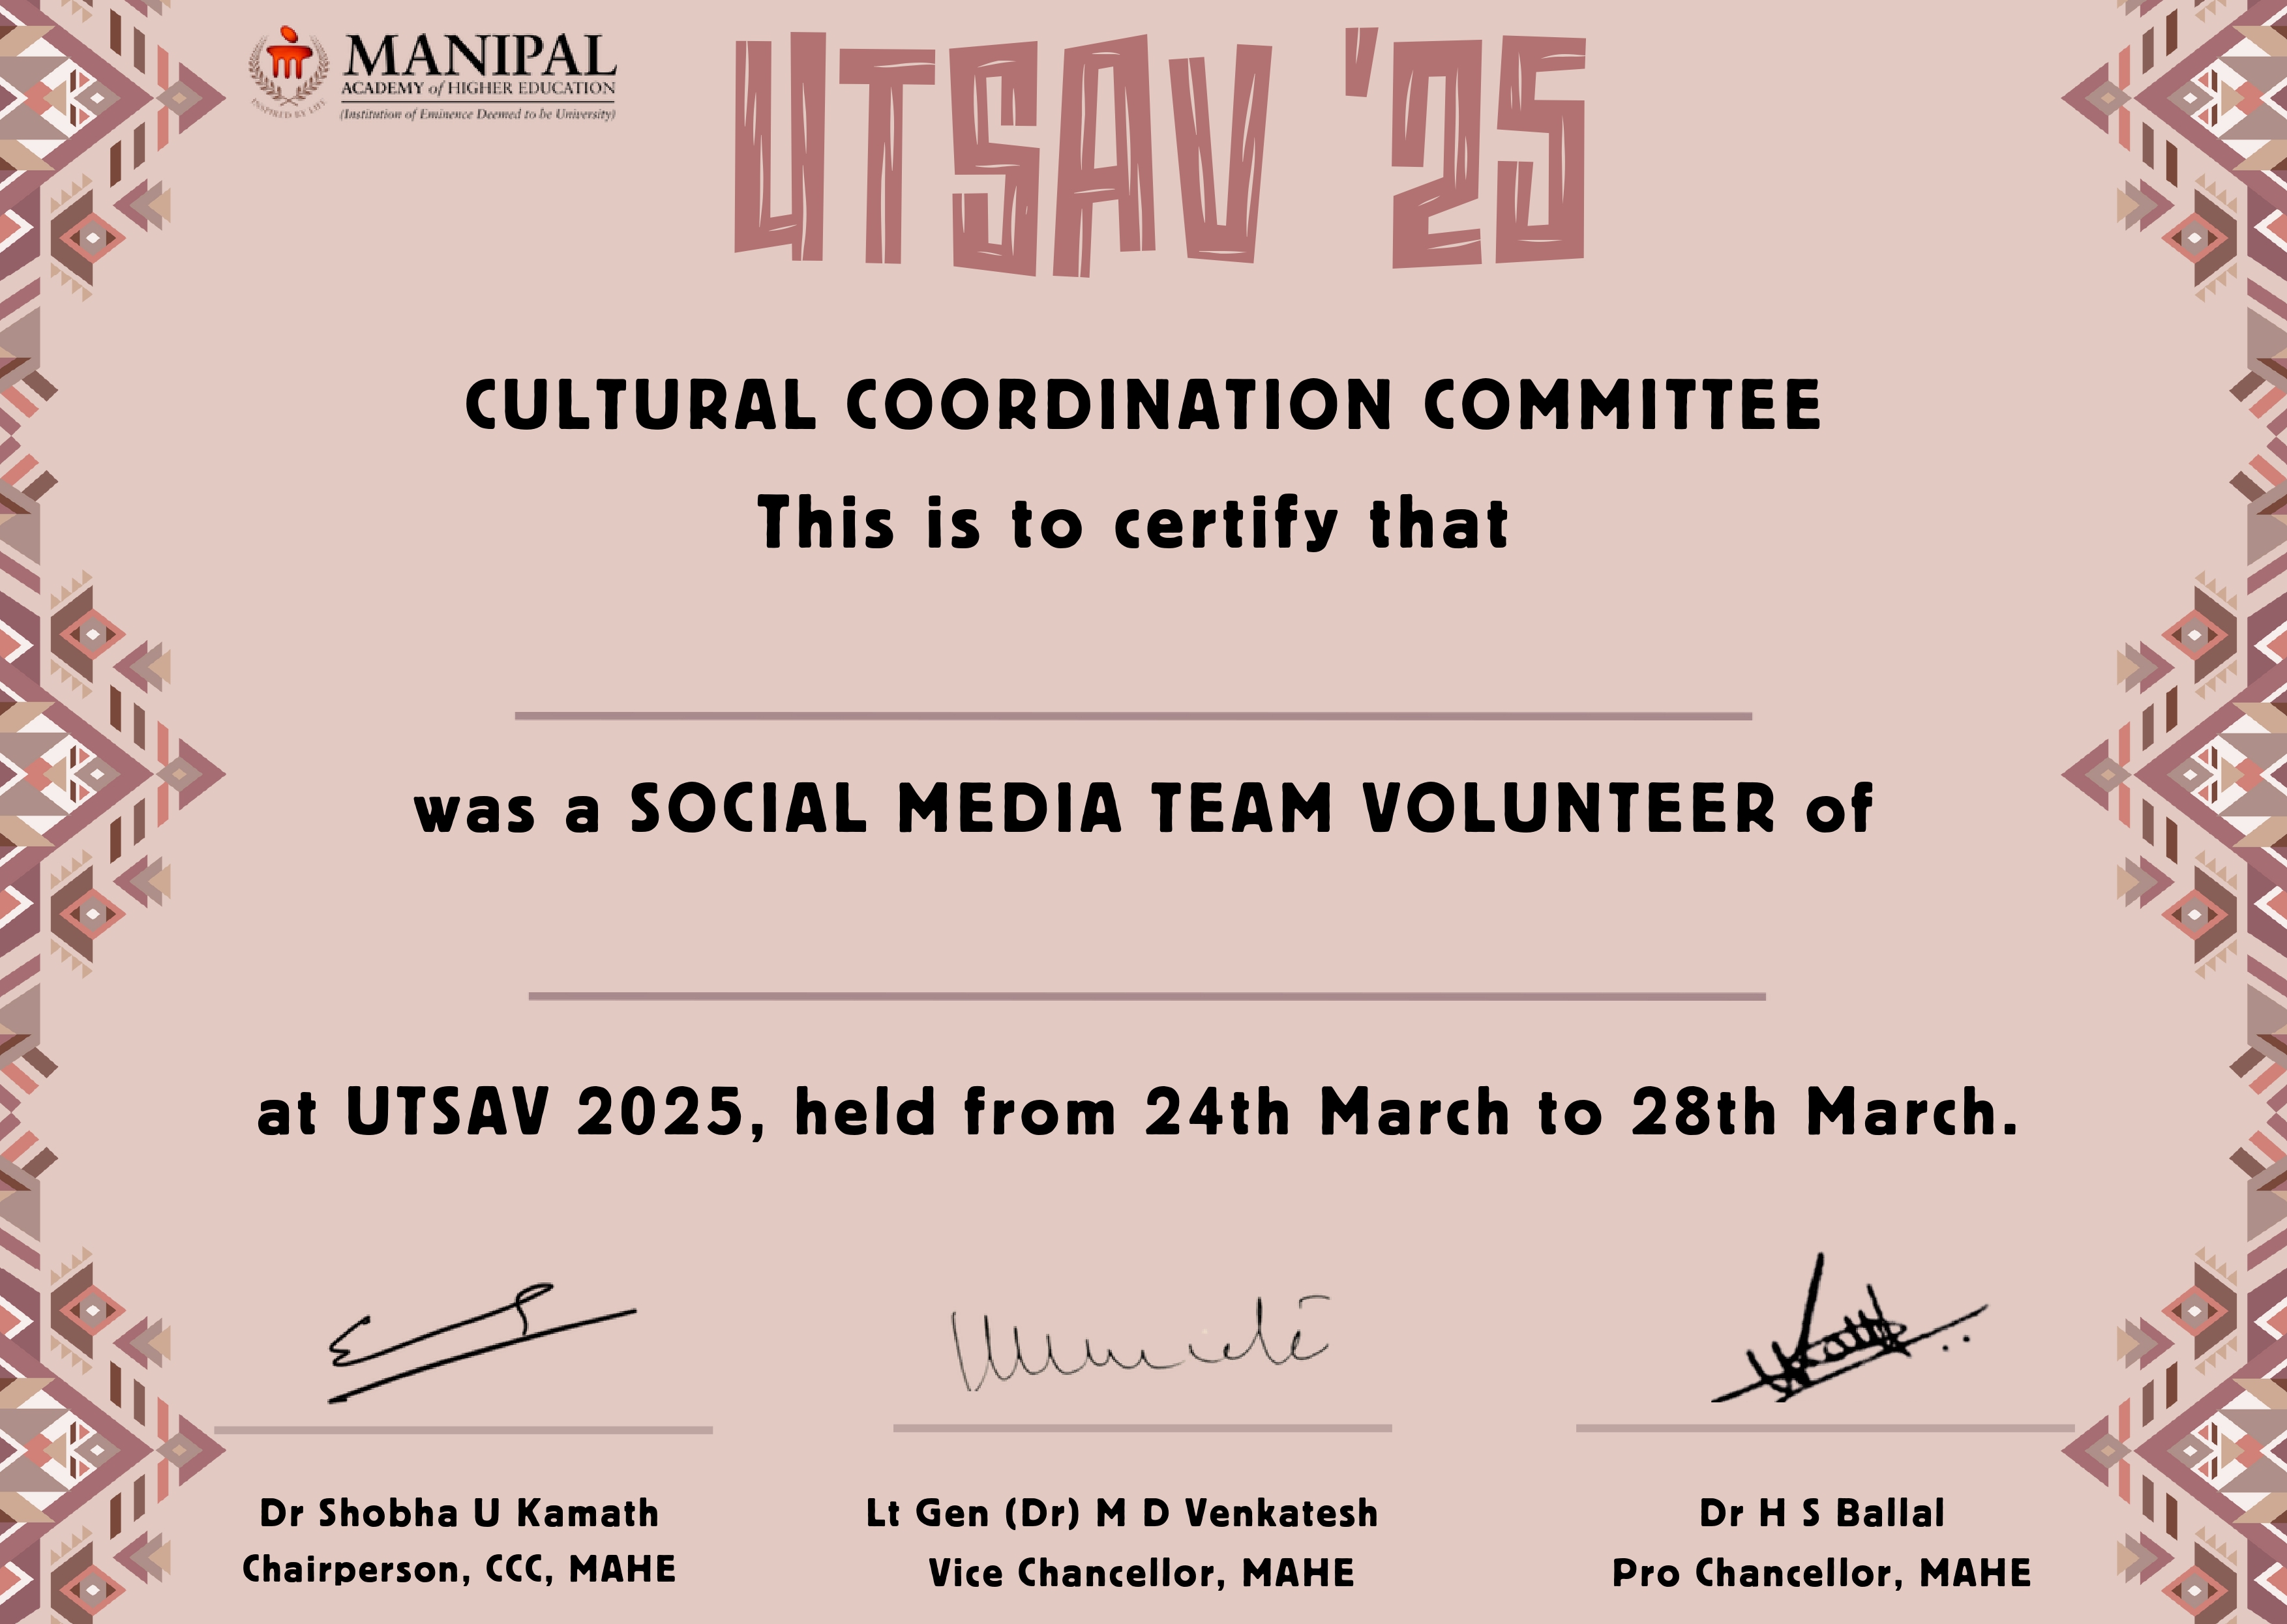 MANIPAL
ACADEMY of HIGHER EDUCATION
(Institution of Eminence Deemed to be University)
INSPIRED BY LIFE
UTSAV '25
CULTURAL COORDINATION COMMITTEE
This is to certify that
was a SOCIAL MEDIA TEAM VOLUNTEER of
at UTSAV 2025, held from 24th March to 28th March.
Dr Shobha U Kamath
Chairperson, CCC, MAHE
Lt Gen (Dr) M D Venkatesh
Vice Chancellor, MAHE
Dr H S Ballal
Pro Chancellor, MAHE